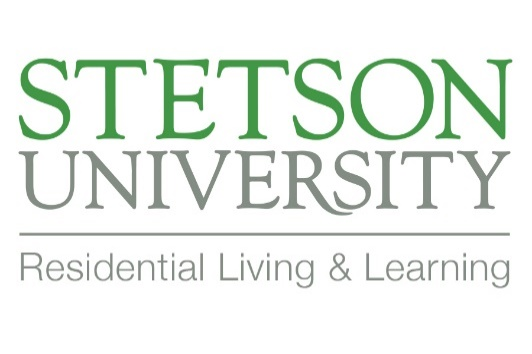 STETSON
UNIVERSITY
Residential Living & Learning